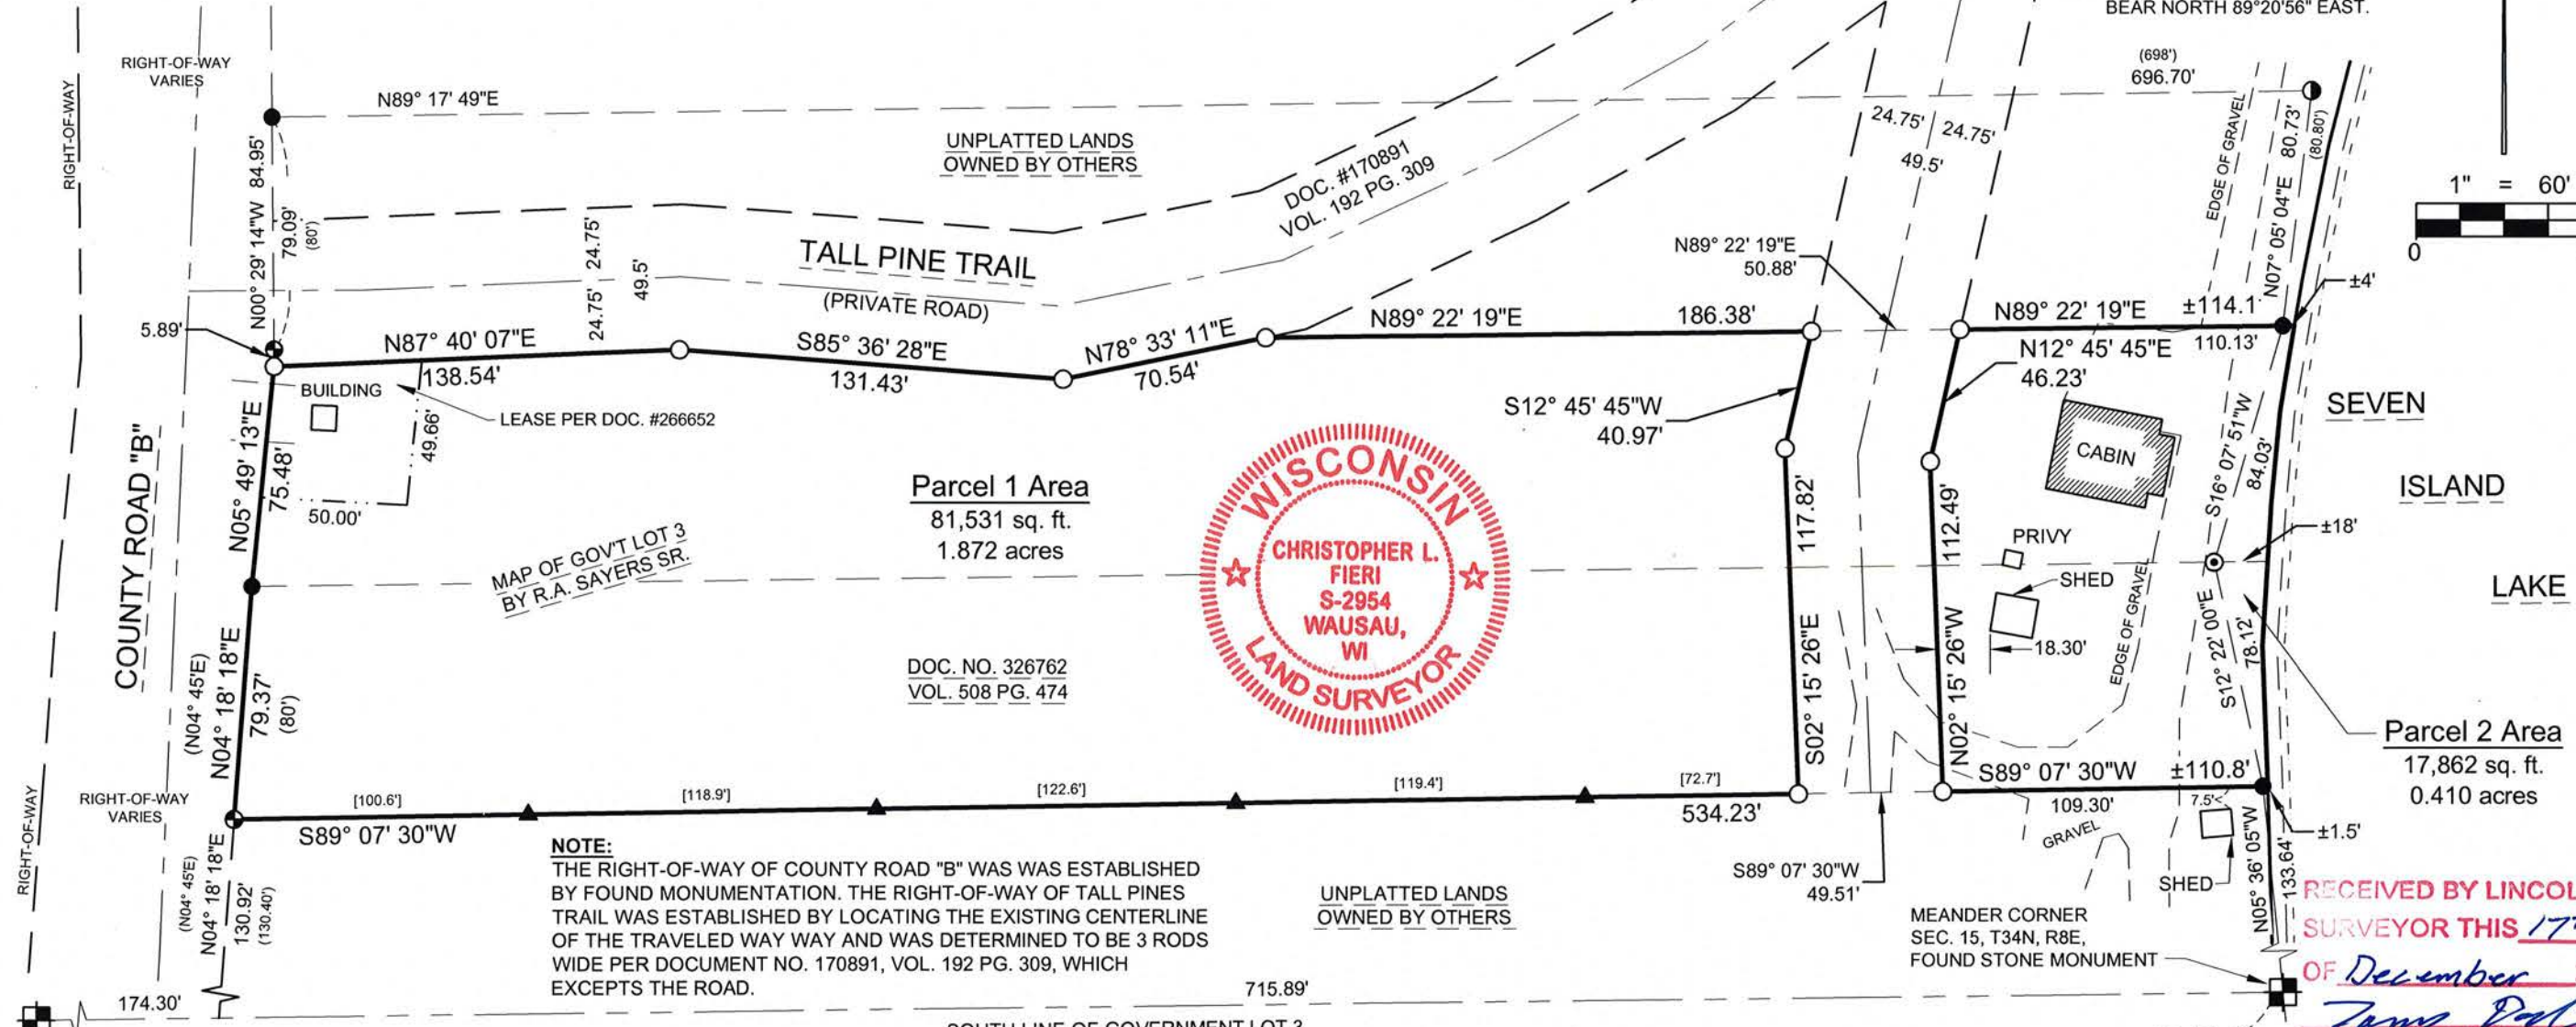 BEAR NORTH 89°20'56" EAST.
RIGHT-OF-WAY
VARIES
RIGHT-OF-WAY
N89° 17' 49"E
(698')
696.70'
UNPLATTED LANDS
OWNED BY OTHERS
N00° 29' 14"W 84.95'
79.09'
(80')
DOC. #170891
VOL. 192 PG. 309
24.75' 24.75'
49.5'
EDGE OF GRAVEL
N07° 05' 04"E 80.73'
(80.80')
1" = 60'
0
TALL PINE TRAIL
(PRIVATE ROAD)
24.75' 24.75'
49.5'
N89° 22' 19"E
50.88'
±4'
5.89'
N87° 40' 07"E
138.54'
S85° 36' 28"E
131.43'
N78° 33' 11"E
70.54'
N89° 22' 19"E
186.38'
N89° 22' 19"E
±114.1'
110.13'
N12° 45' 45"E
46.23'
BUILDING
LEASE PER DOC. #266652
49.66'
50.00'
S12° 45' 45"W
40.97'
CABIN
S16° 07' 51"W
84.03'
SEVEN
ISLAND
LAKE
COUNTY ROAD "B"
N05° 49' 13"E
75.48'
Parcel 1 Area
81,531 sq. ft.
1.872 acres
MAP OF GOV'T LOT 3
BY R.A. SAYERS SR.
WISCONSIN
CHRISTOPHER L.
FIERI
S-2954
WAUSAU,
WI
LAND SURVEYOR
117.82'
S02° 15' 26"E
112.49'
N02° 15' 26"W
PRIVY
SHED
18.30'
EDGE OF GRAVEL
±18'
S12° 22' 00"E
78.12'
DOC. NO. 326762
VOL. 508 PG. 474
(N04° 45'E)
N04° 18' 18"E
79.37'
(80')
Parcel 2 Area
17,862 sq. ft.
0.410 acres
RIGHT-OF-WAY
VARIES
RIGHT-OF-WAY
[100.6']
[118.9']
[122.6']
[119.4']
[72.7']
S89° 07' 30"W
534.23'
S89° 07' 30"W
±110.8'
109.30'
7.5'
GRAVEL
SHED
±1.5'
S89° 07' 30"W
49.51'
(N04° 45'E)
N04° 18' 18"E
130.92'
(130.40')
NOTE:
THE RIGHT-OF-WAY OF COUNTY ROAD "B" WAS WAS ESTABLISHED
BY FOUND MONUMENTATION. THE RIGHT-OF-WAY OF TALL PINES
TRAIL WAS ESTABLISHED BY LOCATING THE EXISTING CENTERLINE
OF THE TRAVELED WAY WAY AND WAS DETERMINED TO BE 3 RODS
WIDE PER DOCUMENT NO. 170891, VOL. 192 PG. 309, WHICH
EXCEPTS THE ROAD.
UNPLATTED LANDS
OWNED BY OTHERS
MEANDER CORNER
SEC. 15, T34N, R8E,
FOUND STONE MONUMENT
N05° 36' 05"W
133.64'
RECEIVED BY LINCOL
SURVEYOR THIS 17
OF December
174.30'
715.89'
SOUTH LINE OF GOVERNMENT LOT 3